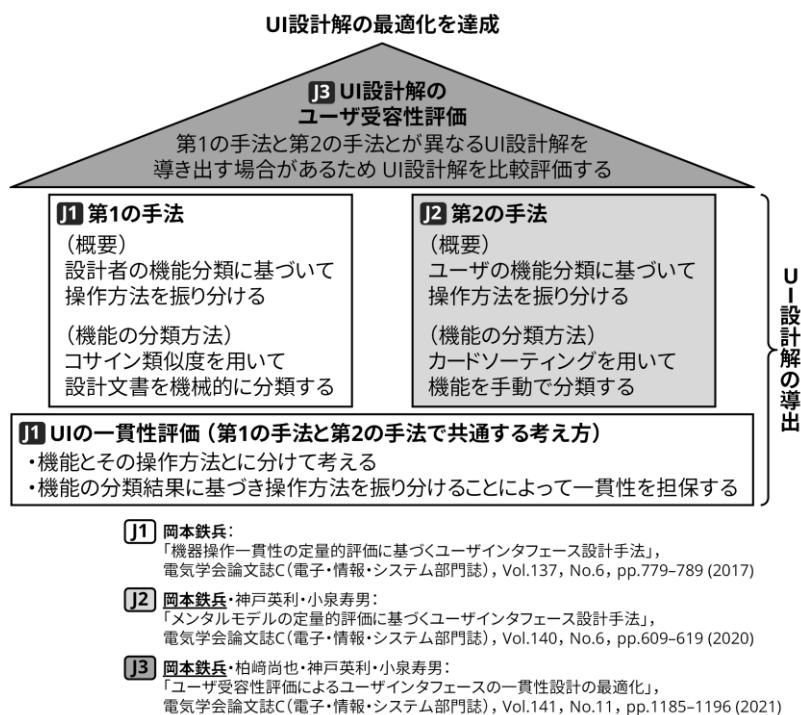 UI設計解の最適化を達成
J3 UI設計解の
ユーザ受容性評価
第1の手法と第2の手法とが異なるUI設計解を
導き出す場合があるため UI設計解を比較評価する
J1 第1の手法
（概要）
設計者の機能分類に基づいて
操作方法を振り分ける
（機能の分類方法）
コサイン類似度を用いて
設計文書を機械的に分類する
J2 第2の手法
（概要）
ユーザの機能分類に基づいて
操作方法を振り分ける
（機能の分類方法）
カードソーティングを用いて
機能を手動で分類する
UI設計解の導出
J1 UIの一貫性評価（第1の手法と第2の手法で共通する考え方）
・機能とその操作方法とに分けて考える
・機能の分類結果に基づき操作方法を振り分けることによって一貫性を担保する
J1 岡本鉄兵：
「機器操作一貫性の定量的評価に基づくユーザインタフェース設計手法」，
電気学会論文誌C（電子・情報・システム部門誌），Vol.137，No.6，pp.779–789 (2017)
J2 岡本鉄兵・神戸英利・小泉寿男：
「メンタルモデルの定量的評価に基づくユーザインタフェース設計手法」，
電気学会論文誌C（電子・情報・システム部門誌），Vol.140，No.6，pp.609–619 (2020)
J3 岡本鉄兵・柏﨑尚也・神戸英利・小泉寿男：
「ユーザ受容性評価によるユーザインタフェースの一貫性設計の最適化」，
電気学会論文誌C（電子・情報・システム部門誌），Vol.141，No.11，pp.1185–1196 (2021)